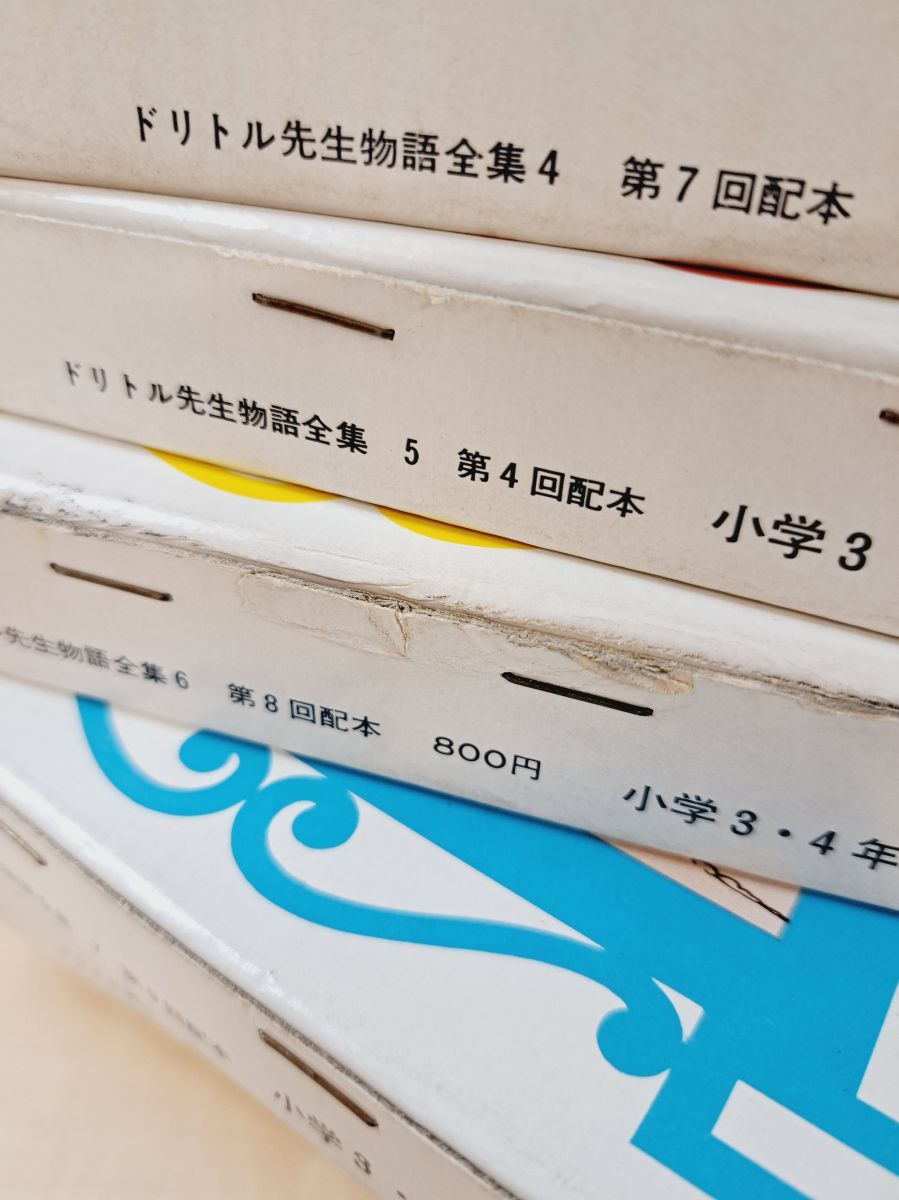 ドリトル先生物語全集4 第7回配本
ドリトル先生物語全集 5 第4回配本 小学3
ル先生物語全集6 第8回配本 800円 小学3・4年
小学3・